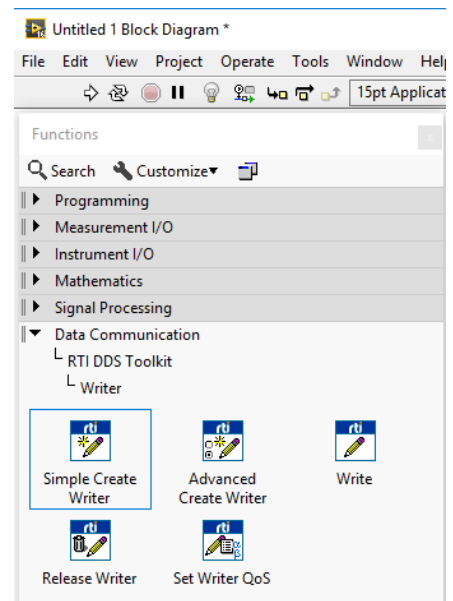 Untitled 1 Block Diagram *
File Edit View Project Operate Tools Window Help
15pt Applicat
Functions
Search Customize
Programming
Measurement I/O
Instrument I/O
Mathematics
Signal Processing
Data Communication
RTI DDS Toolkit
Writer
rti rti rti
Simple Create Writer
Advanced Create Writer
Write
rti rti
Release Writer
Set Writer QoS